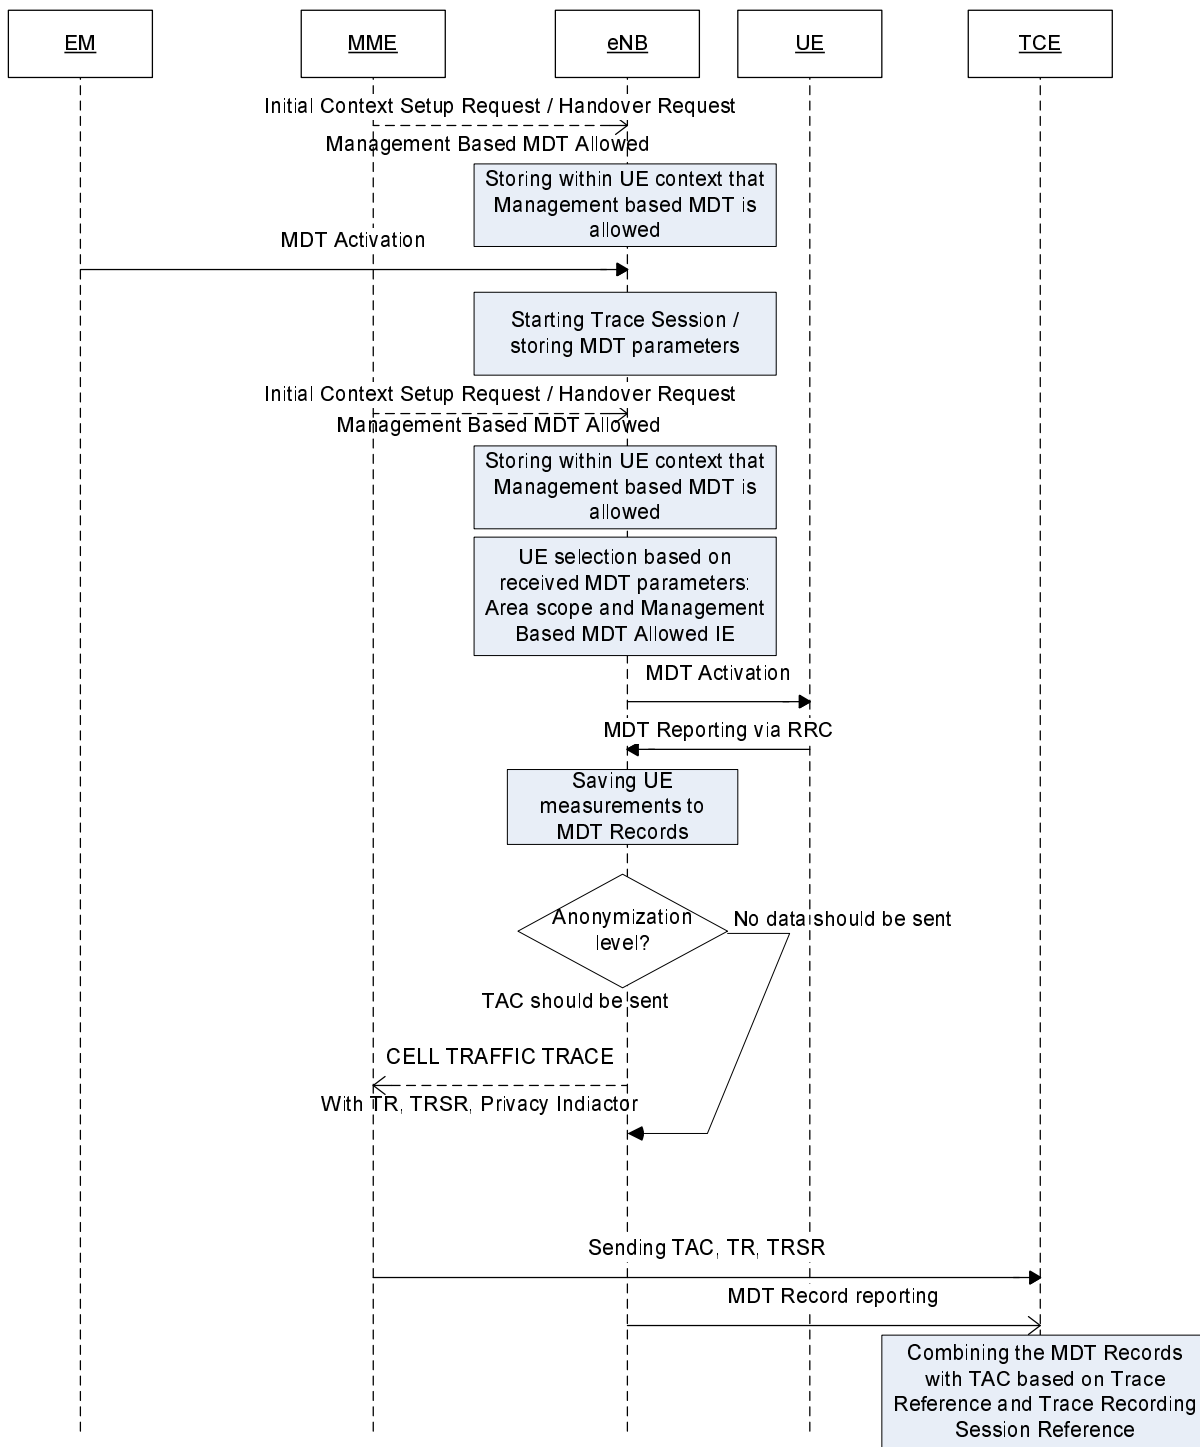 EM
MME
eNB
UE
TCE
Initial Context Setup Request / Handover Request
Management Based MDT Allowed
Storing within UE context that
Management based MDT is
allowed
MDT Activation
Starting Trace Session /
storing MDT parameters
Initial Context Setup Request / Handover Request
Management Based MDT Allowed
Storing within UE context that
Management based MDT is
allowed
UE selection based on
received MDT parameters:
Area scope and Management
Based MDT Allowed IE
MDT Activation
MDT Reporting via RRC
Saving UE
measurements to
MDT Records
Anonymization
level?
No data should be sent
TAC should be sent
CELL TRAFFIC TRACE
With TR, TRSR, Privacy Indiactor
Sending TAC, TR, TRSR
MDT Record reporting
Combining the MDT Records
with TAC based on Trace
Reference and Trace Recording
Session Reference